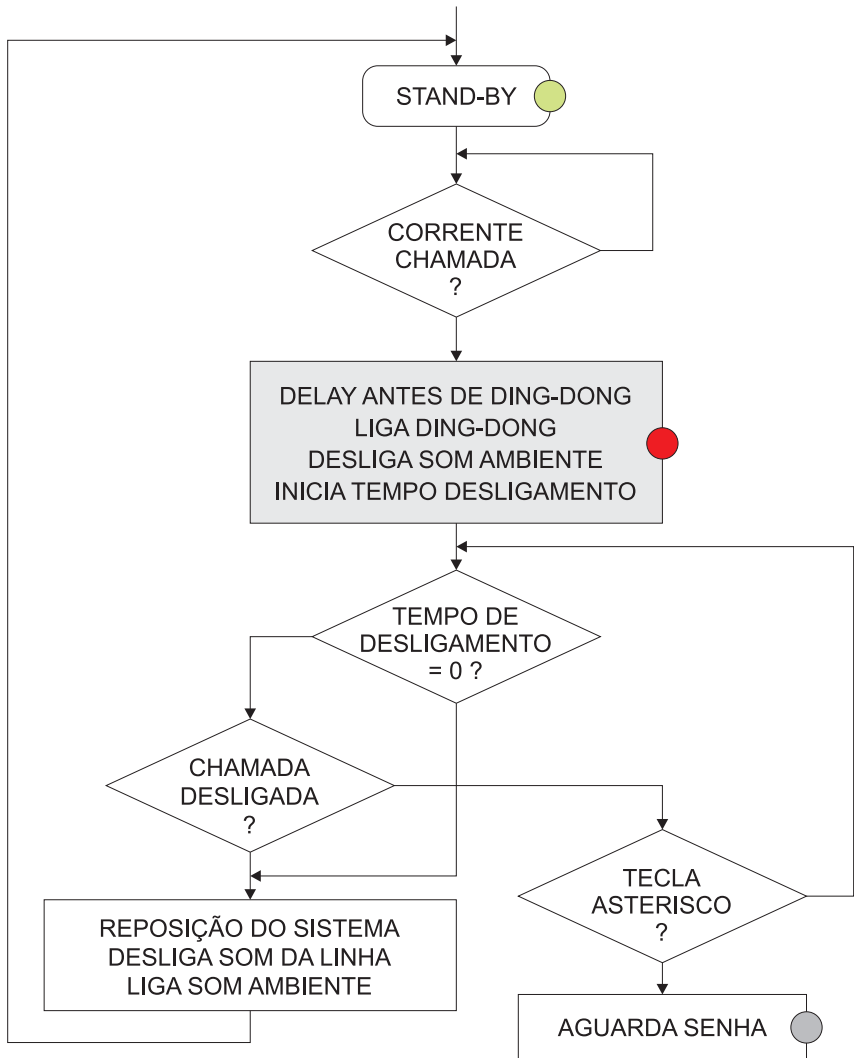 STAND-BY
CORRENTE
CHAMADA
?
DELAY ANTES DE DING-DONG
LIGA DING-DONG
DESLIGA SOM AMBIENTE
INICIA TEMPO DESLIGAMENTO
TEMPO DE
DESLIGAMENTO
= 0 ?
CHAMADA
DESLIGADA
?
TECLA
ASTERISCO
?
REPOSIÇÃO DO SISTEMA
DESLIGA SOM DA LINHA
LIGA SOM AMBIENTE
AGUARDA SENHA